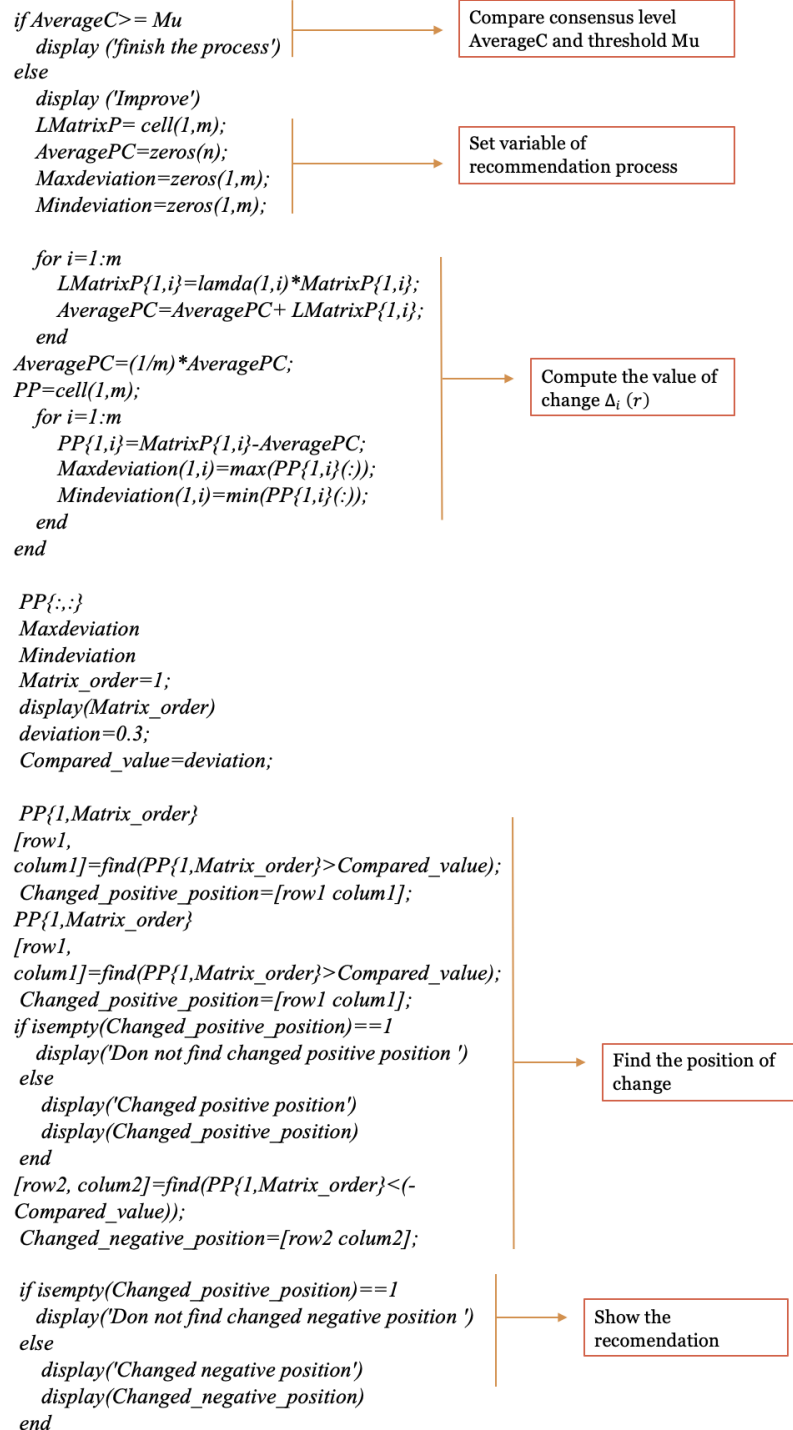 if AverageC>= Mu
display ('finish the process')
else
display ('Improve')
LMatrixP= cell(1,m);
AveragePC=zeros(n);
Maxdeviation=zeros(1,m);
Mindeviation=zeros(1,m);
Compare consensus level
AverageC and threshold Mu
Set variable of
recommendation process
for i=1:m
LMatrixP{1,i}=lamda(1,i)*MatrixP{1,i};
AveragePC=AveragePC+ LMatrixP{1,i};
end
AveragePC=(1/m)*AveragePC;
PP=cell(1,m);
for i=1:m
PP{1,i}=MatrixP{1,i}-AveragePC;
Maxdeviation(1,i)=max(PP{1,i}(:));
Mindeviation(1,i)=min(PP{1,i}(:));
end
end
Compute the value of
change Δᵢ (r)
PP{:,:}
Maxdeviation
Mindeviation
Matrix_order=1;
display(Matrix_order)
deviation=0.3;
Compared_value=deviation;
PP{1,Matrix_order}
[row1,
colum1]=find(PP{1,Matrix_order}>Compared_value);
Changed_positive_position=[row1 colum1];
PP{1,Matrix_order}
[row1,
colum1]=find(PP{1,Matrix_order}>Compared_value);
Changed_positive_position=[row1 colum1];
if isempty(Changed_positive_position)==1
display('Don not find changed positive position ')
else
display('Changed positive position')
display(Changed_positive_position)
end
[row2, colum2]=find(PP{1,Matrix_order}<(-
Compared_value));
Changed_negative_position=[row2 colum2];
Find the position of
change
if isempty(Changed_positive_position)==1
display('Don not find changed negative position ')
else
display('Changed negative position')
display(Changed_negative_position)
end
Show the
recomendation